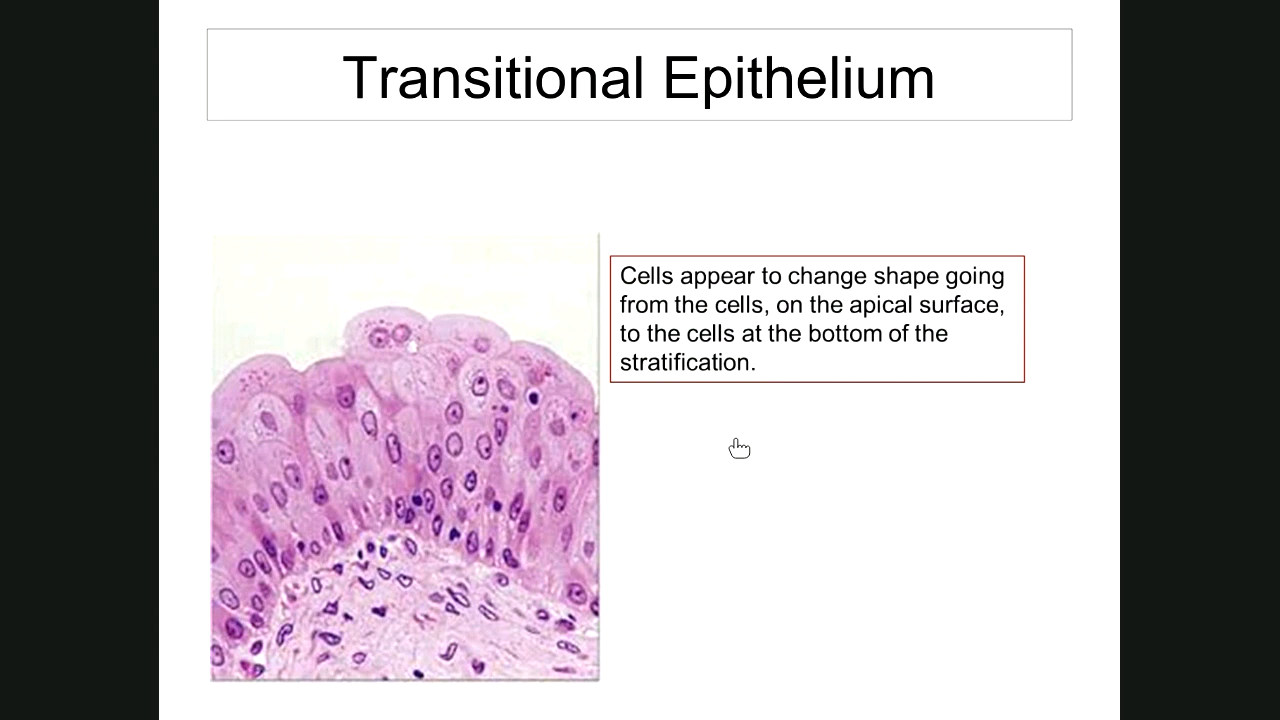 Transitional Epithelium
Cells appear to change shape going
from the cells, on the apical surface,
to the cells at the bottom of the
stratification.